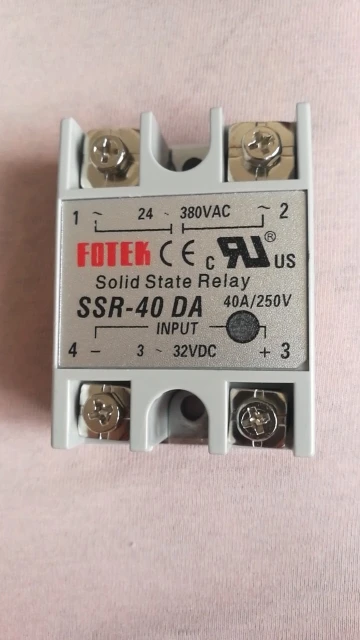 1 ~ 24 ~ 380VAC ~ 2
FOTEK CE c RU ® US
Solid State Relay
SSR-40 DA 40A/250V
INPUT
4 − 3 ~ 32VDC + 3